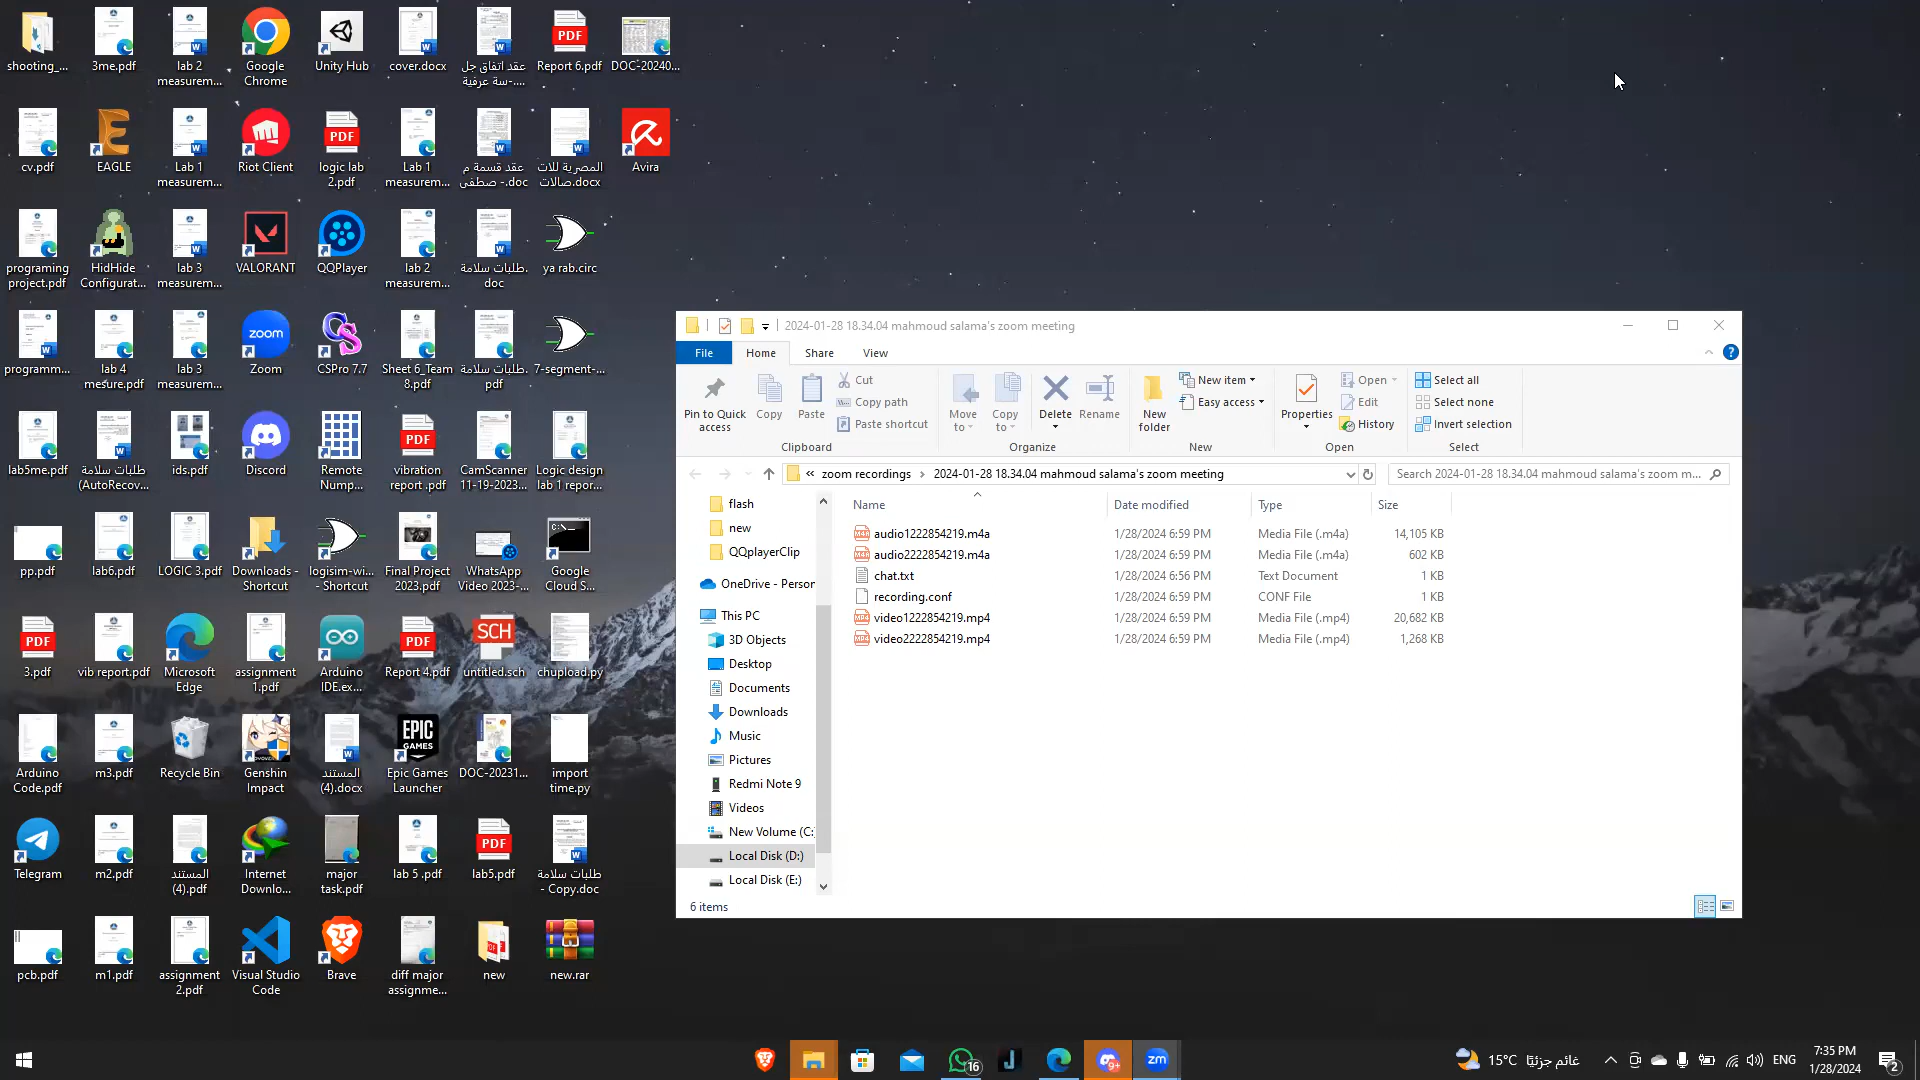 shooting_...
3me.pdf
lab 2
measurem...
Google
Chrome
Unity Hub
cover.docx
عقد اتفاق جل
سة عرفية-....
PDF
Report 6.pdf
DOC-20240...
cv.pdf
EAGLE
Lab 1
measurem...
Riot Client
PDF
logic lab
2.pdf
Lab 1
measurem...
عقد قسمة م
صطفى -.doc
المصرية للات
صالات.docx
Avira
programing
project.pdf
HidHide
Configurat...
lab 3
measurem...
VALORANT
QQPlayer
lab 2
measurem...
طلبات سلامة.
doc
ya rab.circ
programm...
lab 4
mesure.pdf
lab 3
measurem...
zoom
Zoom
CSPro 7.7
Sheet 6_Team
8.pdf
طلبات سلامة.
pdf
7-segment-...
lab5me.pdf
طلبات سلامة
(AutoRecov...
ids.pdf
Discord
Remote
Nump...
PDF
vibration
report .pdf
CamScanner
11-19-2023...
Logic design
lab 1 repor...
pp.pdf
lab6.pdf
LOGIC 3.pdf
Downloads -
Shortcut
logisim-wi...
- Shortcut
Final Project
2023.pdf
WhatsApp
Video 2023-...
C:\_
Google
Cloud S...
PDF
3.pdf
vib report.pdf
Microsoft
Edge
assignment
1.pdf
Arduino
IDE.ex...
PDF
Report 4.pdf
SCH
untitled.sch
chupload.py
Arduino
Code.pdf
m3.pdf
Recycle Bin
Genshin
Impact
المستند
(4).docx
EPIC
GAMES
Epic Games
Launcher
DOC-20231...
import
time.py
Telegram
m2.pdf
المستند
(4).pdf
Internet
Downlo...
major
task.pdf
lab 5 .pdf
PDF
lab5.pdf
طلبات سلامة
- Copy.doc
pcb.pdf
m1.pdf
assignment
2.pdf
Visual Studio
Code
Brave
diff major
assignme...
PDF
new
new.rar
2024-01-28 18.34.04 mahmoud salama's zoom meeting
File
Home
Share
View
Pin to Quick
access
Copy
Paste
Cut
Copy path
Paste shortcut
Clipboard
Move
to
Copy
to
Delete
Rename
Organize
New
folder
New item
Easy access
New
Properties
Open
Edit
History
Open
Select all
Select none
Invert selection
Select
« zoom recordings › 2024-01-28 18.34.04 mahmoud salama's zoom meeting
Search 2024-01-28 18.34.04 mahmoud salama's zoom m...
flash
new
QQplayerClip
OneDrive - Person
This PC
3D Objects
Desktop
Documents
Downloads
Music
Pictures
Redmi Note 9
Videos
New Volume (C:
Local Disk (D:)
Local Disk (E:)
Name Date modified Type Size
audio1222854219.m4a 1/28/2024 6:59 PM Media File (.m4a) 14,105 KB
audio2222854219.m4a 1/28/2024 6:59 PM Media File (.m4a) 602 KB
chat.txt 1/28/2024 6:56 PM Text Document 1 KB
recording.conf 1/28/2024 6:59 PM CONF File 1 KB
video1222854219.mp4 1/28/2024 6:59 PM Media File (.mp4) 20,682 KB
video2222854219.mp4 1/28/2024 6:59 PM Media File (.mp4) 1,268 KB
6 items
16
9+
zm
15°C غائم جزئيًا
ENG
7:35 PM
1/28/2024
2